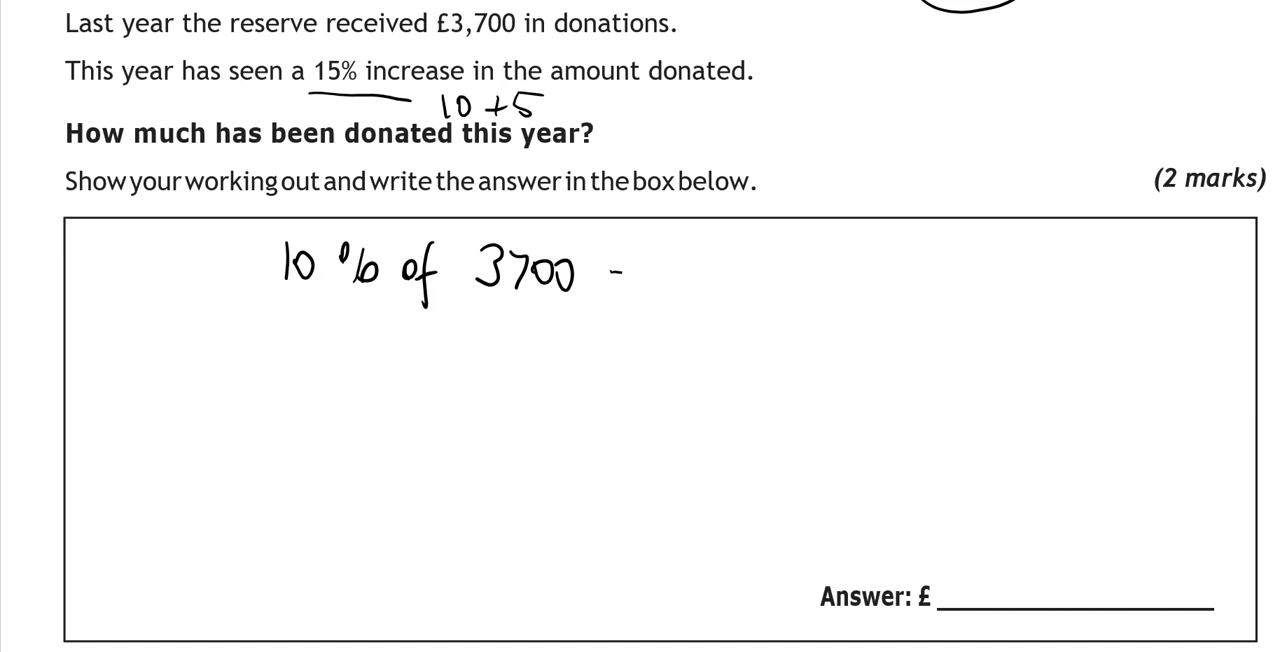 Last year the reserve received £3,700 in donations.
This year has seen a 15% increase in the amount donated.
10 + 5
How much has been donated this year?
Show your working out and write the answer in the box below.
(2 marks)
10 % of 3700 -
Answer: £